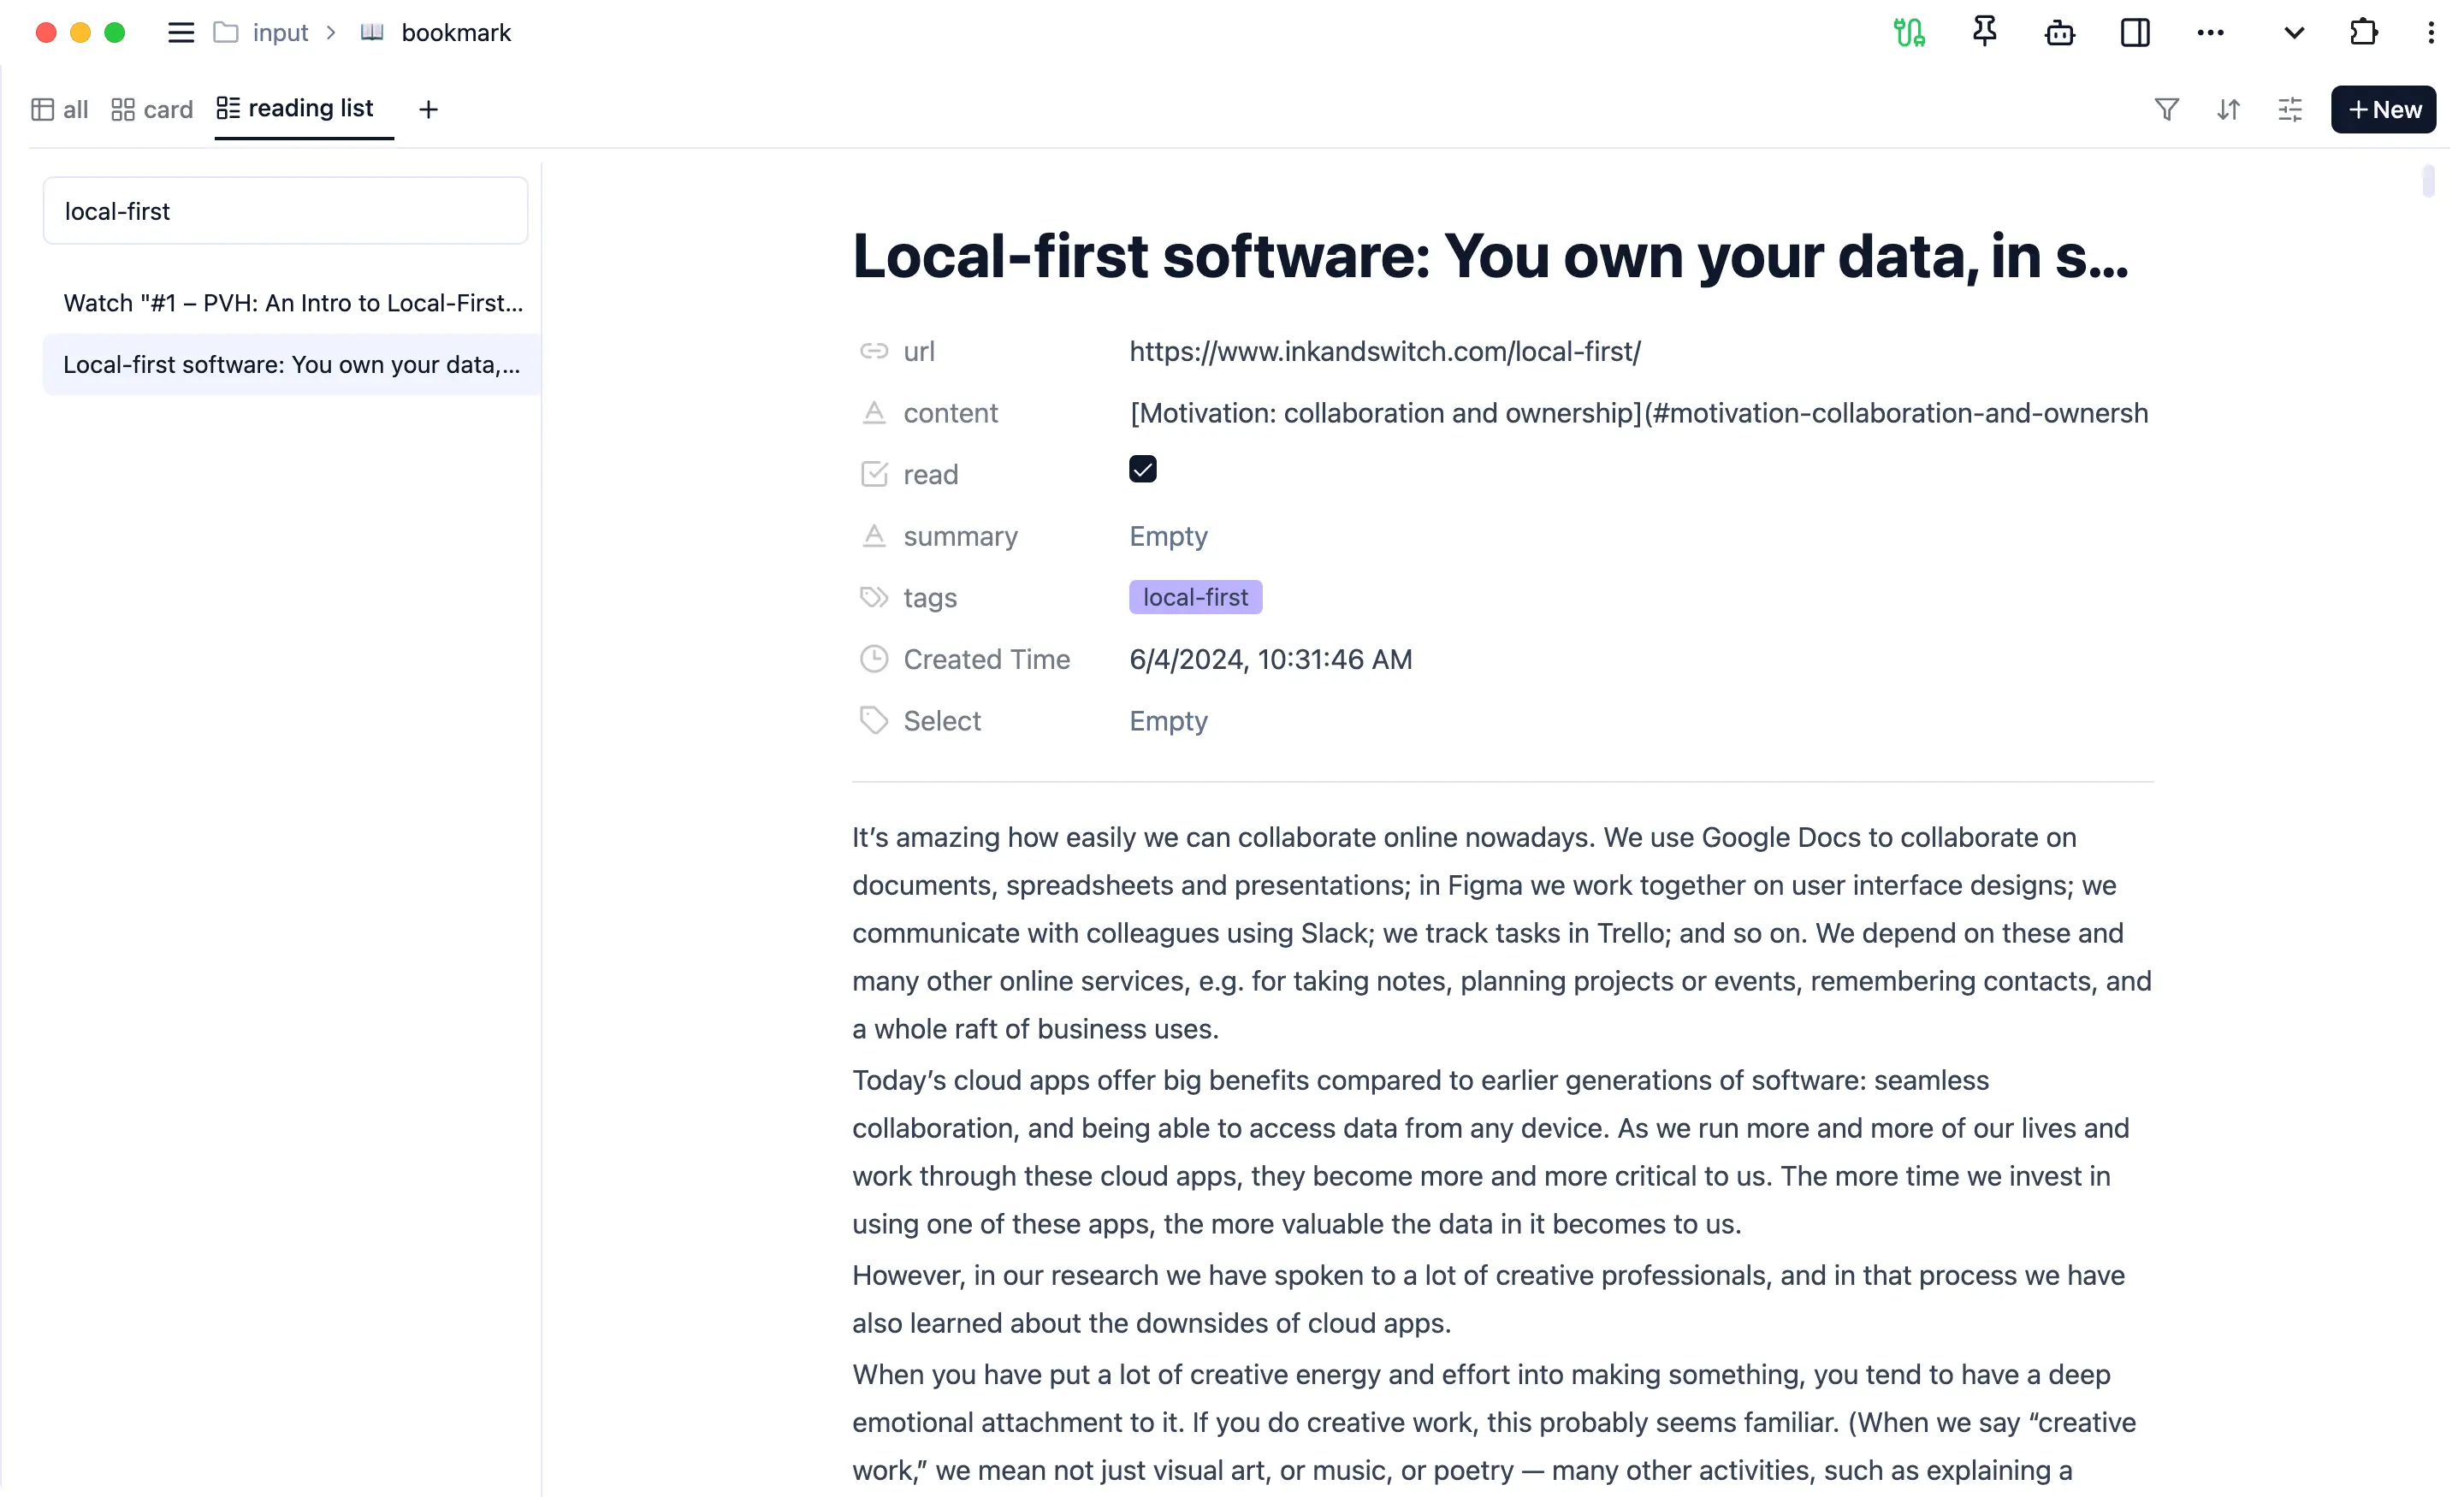 input > bookmark
all card reading list +
+ New
local-first
Watch "#1 – PVH: An Intro to Local-First...
Local-first software: You own your data,...
Local-first software: You own your data, in s...
url https://www.inkandswitch.com/local-first/
content [Motivation: collaboration and ownership](#motivation-collaboration-and-ownersh
read
summary Empty
tags local-first
Created Time 6/4/2024, 10:31:46 AM
Select Empty
It’s amazing how easily we can collaborate online nowadays. We use Google Docs to collaborate on
documents, spreadsheets and presentations; in Figma we work together on user interface designs; we
communicate with colleagues using Slack; we track tasks in Trello; and so on. We depend on these and
many other online services, e.g. for taking notes, planning projects or events, remembering contacts, and
a whole raft of business uses.
Today’s cloud apps offer big benefits compared to earlier generations of software: seamless
collaboration, and being able to access data from any device. As we run more and more of our lives and
work through these cloud apps, they become more and more critical to us. The more time we invest in
using one of these apps, the more valuable the data in it becomes to us.
However, in our research we have spoken to a lot of creative professionals, and in that process we have
also learned about the downsides of cloud apps.
When you have put a lot of creative energy and effort into making something, you tend to have a deep
emotional attachment to it. If you do creative work, this probably seems familiar. (When we say “creative
work,” we mean not just visual art, or music, or poetry — many other activities, such as explaining a